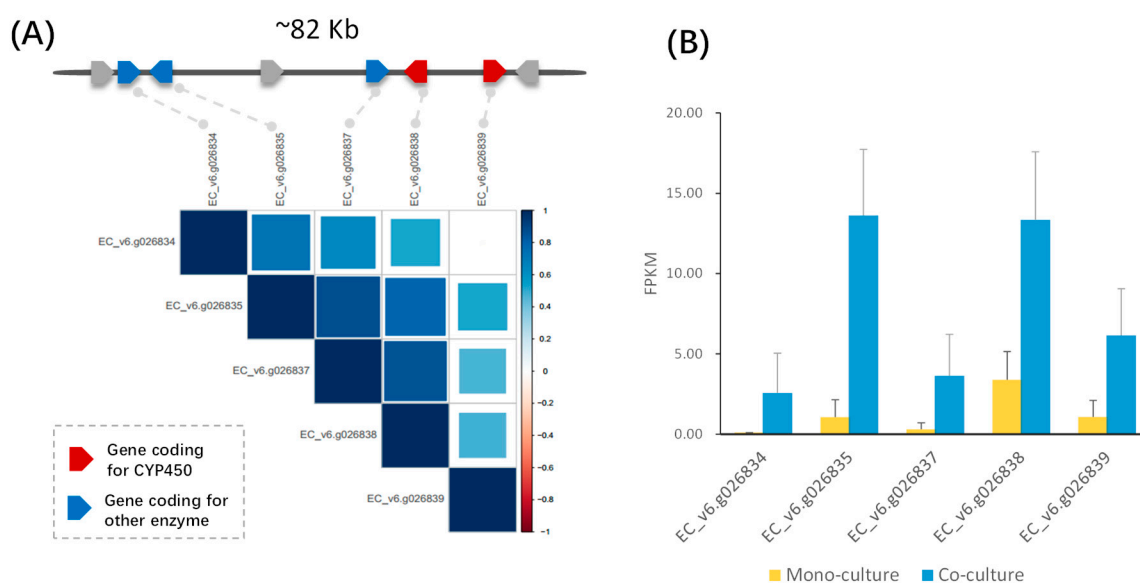 (A)
~82 Kb
EC_v6.g026834
EC_v6.g026835
EC_v6.g026837
EC_v6.g026838
EC_v6.g026839
EC_v6.g026834
EC_v6.g026835
EC_v6.g026837
EC_v6.g026838
EC_v6.g026839
1
0.8
0.6
0.4
0.2
0
−0.2
−0.4
−0.6
−0.8
−1
Gene coding
for CYP450
Gene coding for
other enzyme
(B)
FPKM
20.00
15.00
10.00
5.00
0.00
EC_v6.g026834
EC_v6.g026835
EC_v6.g026837
EC_v6.g026838
EC_v6.g026839
Mono-culture
Co-culture